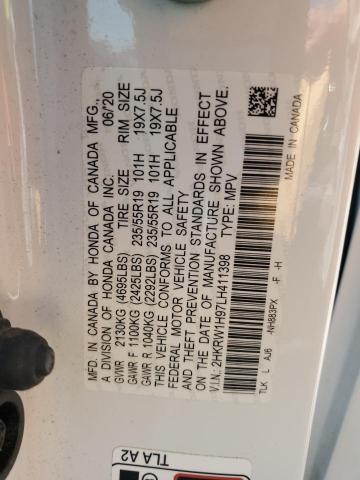 MADE IN CANADA BY HONDA OF CANADA MFG.
A DIVISION OF HONDA CANADA INC. 06/20
TIRE SIZE RIM SIZE
GVWR 2130KG (4695LBS)
GAWR F 1100KG (2425LBS) 235/55R19 101H 19X7.5J
GAWR R 1040KG (2292LBS) 235/55R19 101H 19X7.5J
THIS VEHICLE CONFORMS TO ALL APPLICABLE
FEDERAL MOTOR VEHICLE SAFETY
AND THEFT PREVENTION STANDARDS IN EFFECT
ON THE DATE OF MANUFACTURE SHOWN ABOVE.
V.I.N: 2HKRW1H97LH411398 TYPE: MPV
MADE IN CANADA
-NH883PX -F -H
TLK L AJ6
TLA A2